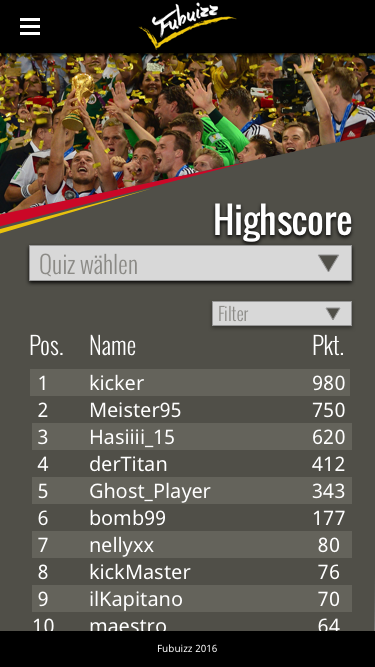 Fubuizz
Highscore
Quiz wählen
Filter
Pos. Name Pkt.
1 kicker 980
2 Meister95 750
3 Hasiiii_15 620
4 derTitan 412
5 Ghost_Player 343
6 bomb99 177
7 nellyxx 80
8 kickMaster 76
9 ilKapitano 70
10 maestro 64
Fubuizz 2016